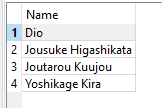 Name
1 Dio
2 Jousuke Higashikata
3 Joutarou Kuujou
4 Yoshikage Kira